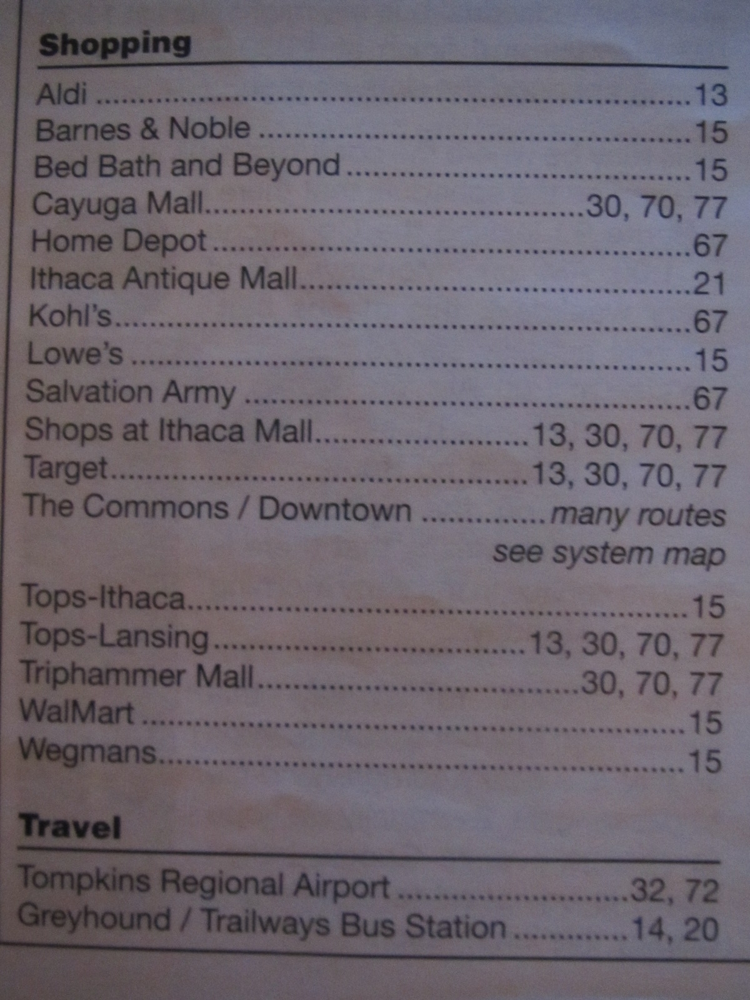 Shopping
Aldi ........................................................................ 13
Barnes & Noble .................................................... 15
Bed Bath and Beyond ......................................... 15
Cayuga Mall............................................. 30, 70, 77
Home Depot ......................................................... 67
Ithaca Antique Mall............................................... 21
Kohl's..................................................................... 67
Lowe's ................................................................... 15
Salvation Army ..................................................... 67
Shops at Ithaca Mall......................... 13, 30, 70, 77
Target.................................................. 13, 30, 70, 77
The Commons / Downtown .............. many routes
see system map
Tops-Ithaca............................................................ 15
Tops-Lansing..................................... 13, 30, 70, 77
Triphammer Mall...................................... 30, 70, 77
WalMart ................................................................. 15
Wegmans............................................................... 15
Travel
Tompkins Regional Airport ........................... 32, 72
Greyhound / Trailways Bus Station ............. 14, 20